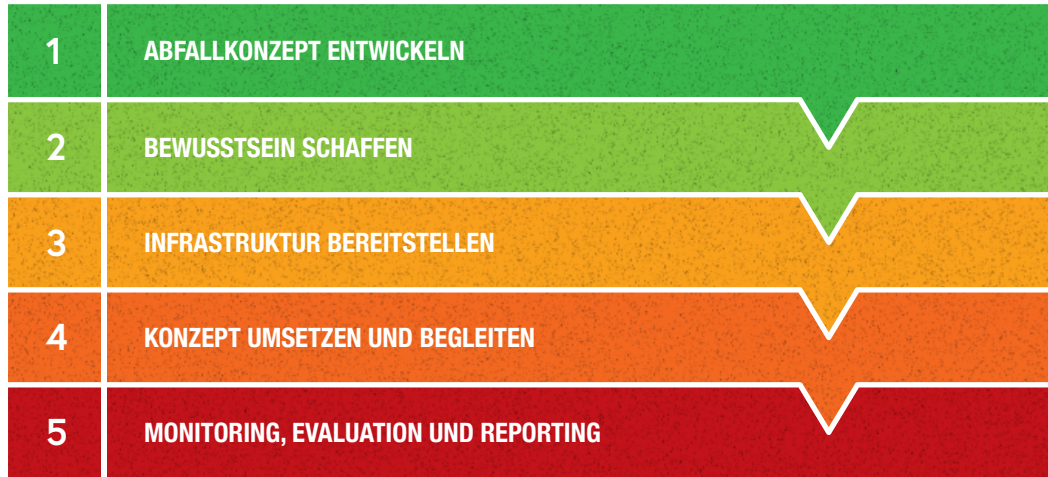 1 ABFALLKONZEPT ENTWICKELN
2 BEWUSSTSEIN SCHAFFEN
3 INFRASTRUKTUR BEREITSTELLEN
4 KONZEPT UMSETZEN UND BEGLEITEN
5 MONITORING, EVALUATION UND REPORTING